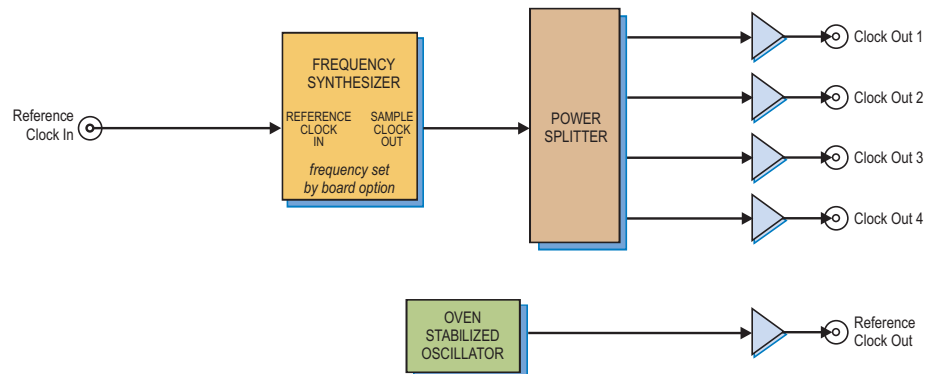 Reference
Clock In
FREQUENCY
SYNTHESIZER
REFERENCE
CLOCK
IN
SAMPLE
CLOCK
OUT
frequency set
by board option
POWER
SPLITTER
Clock Out 1
Clock Out 2
Clock Out 3
Clock Out 4
OVEN
STABILIZED
OSCILLATOR
Reference
Clock Out